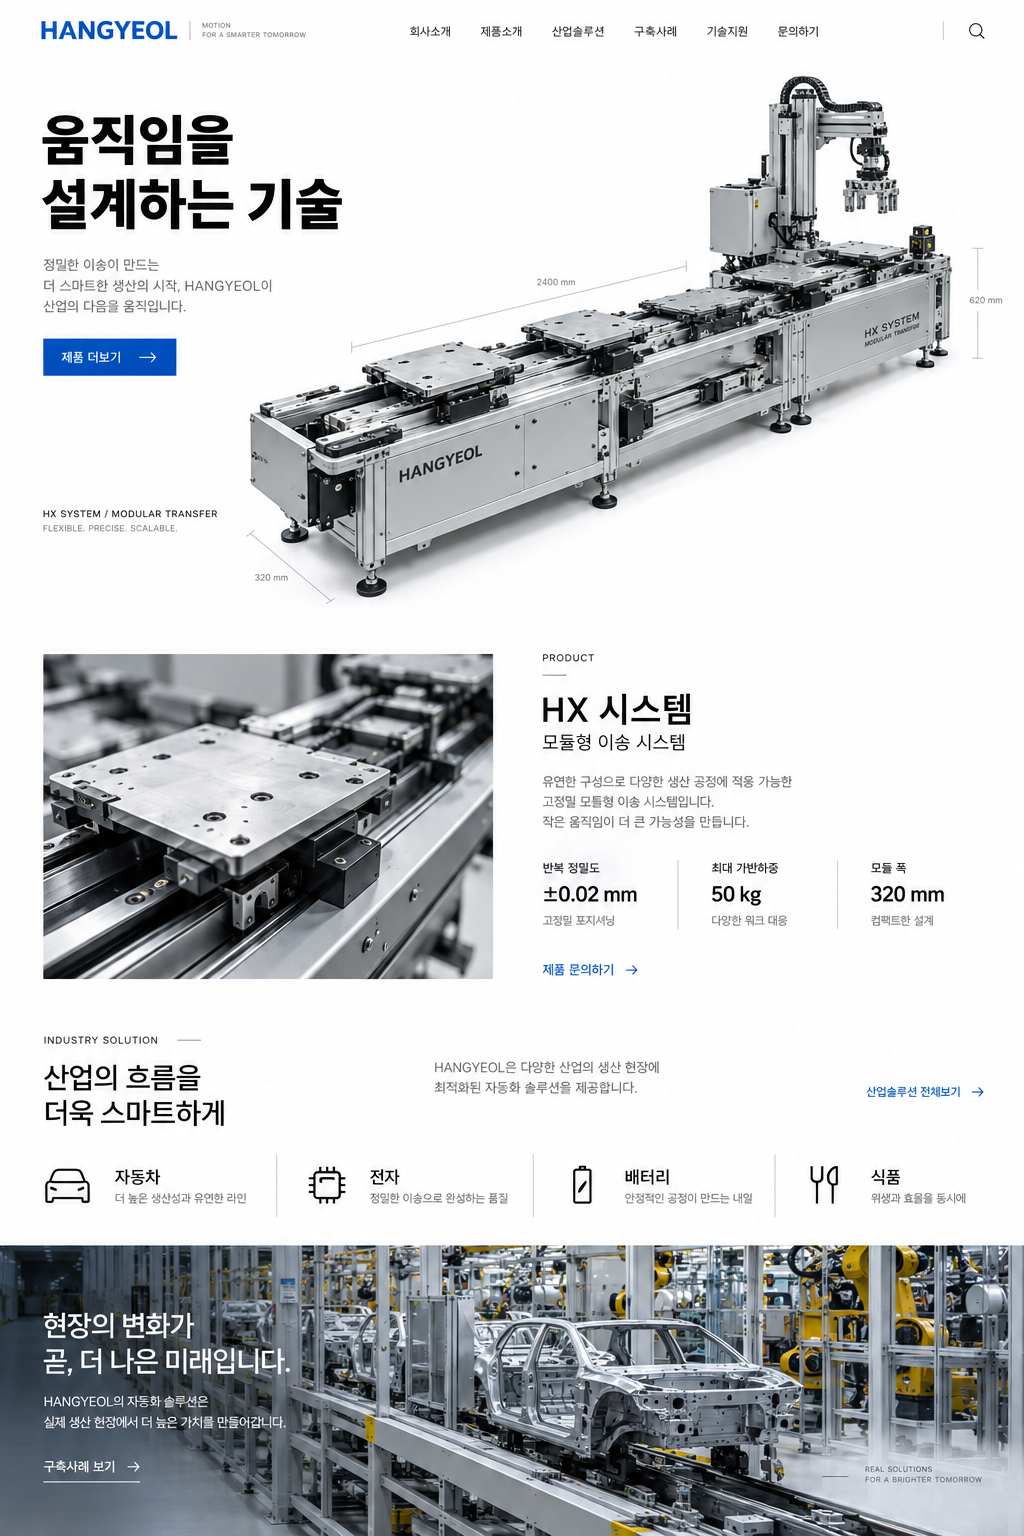 HANGYEOL
MOTION
FOR A SMARTER TOMORROW
회사소개
제품소개
산업솔루션
구축사례
기술지원
문의하기
움직임을
설계하는 기술
정밀한 이송이 만드는
더 스마트한 생산의 시작, HANGYEOL이
산업의 다음을 움직입니다.
제품 더보기
2400 mm
620 mm
HX SYSTEM
MODULAR TRANSFER
HANGYEOL
HX SYSTEM / MODULAR TRANSFER
FLEXIBLE. PRECISE. SCALABLE.
320 mm
PRODUCT
HX 시스템
모듈형 이송 시스템
유연한 구성으로 다양한 생산 공정에 적용 가능한
고정밀 모듈형 이송 시스템입니다.
작은 움직임이 더 큰 가능성을 만듭니다.
반복 정밀도
±0.02 mm
고정밀 포지셔닝
최대 가반하중
50 kg
다양한 워크 대응
모듈 폭
320 mm
컴팩트한 설계
제품 문의하기
INDUSTRY SOLUTION
산업의 흐름을
더욱 스마트하게
HANGYEOL은 다양한 산업의 생산 현장에
최적화된 자동화 솔루션을 제공합니다.
산업솔루션 전체보기
자동차
더 높은 생산성과 유연한 라인
전자
정밀한 이송으로 완성하는 품질
배터리
안정적인 공정이 만드는 내일
식품
위생과 효율을 동시에
현장의 변화가
곧, 더 나은 미래입니다.
HANGYEOL의 자동화 솔루션은
실제 생산 현장에서 더 높은 가치를 만들어갑니다.
구축사례 보기
REAL SOLUTIONS
FOR A BRIGHTER TOMORROW